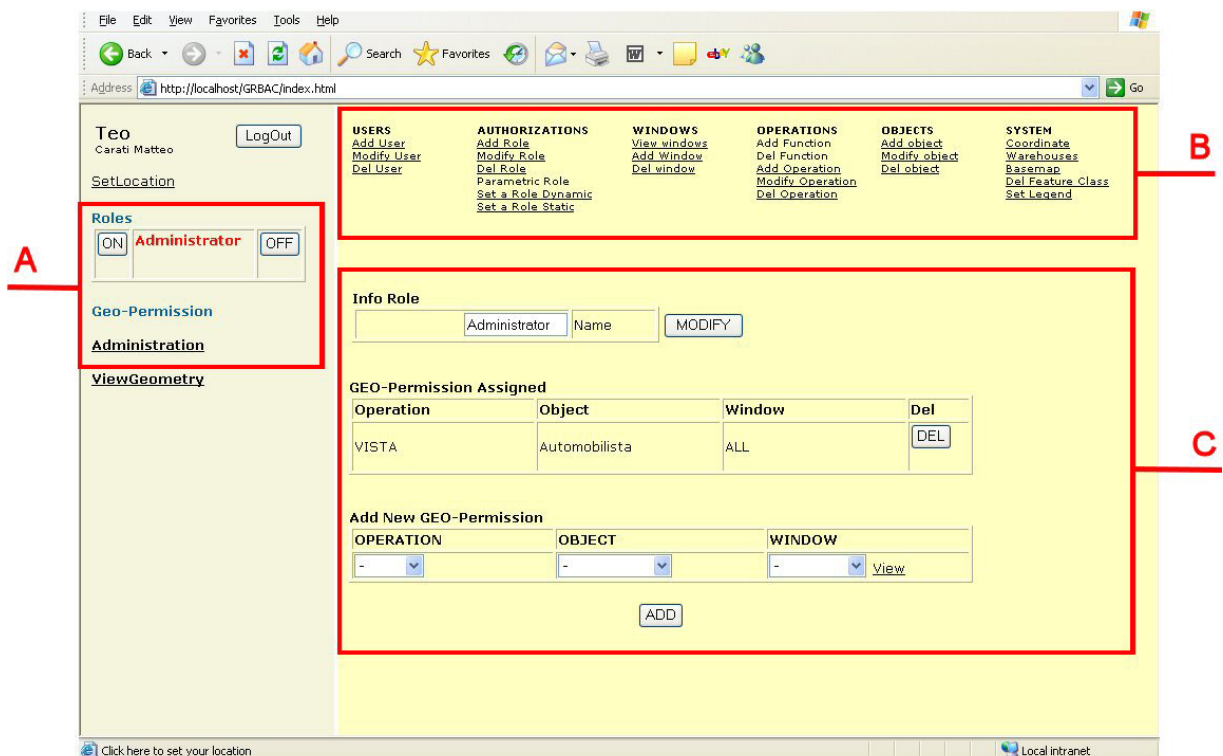 File Edit View Favorites Tools Help
Back Search Favorites ebY
Address http://localhost/GRBAC/index.html Go
Teo LogOut
Carati Matteo
SetLocation
Roles
ON Administrator OFF
Geo-Permission
Administration
ViewGeometry
A
USERS AUTHORIZATIONS WINDOWS OPERATIONS OBJECTS SYSTEM
Add User Add Role View windows Add Function Add object Coordinate
Modify User Modify Role Add Window Del Function Modify object Warehouses
Del User Del Role Del window Add Operation Del object Basemap
Parametric Role Modify Operation Del Feature Class
Set a Role Dynamic Del Operation Set Legend
Set a Role Static
B
Info Role
Administrator Name MODIFY
GEO-Permission Assigned
Operation Object Window Del
VISTA Automobilista ALL DEL
C
Add New GEO-Permission
OPERATION OBJECT WINDOW
- - - View
ADD
Click here to set your location Local intranet